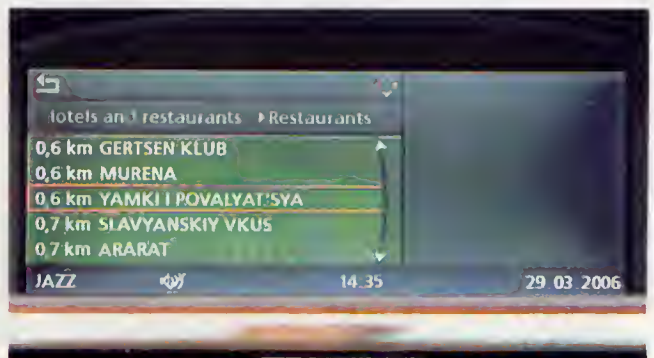 Hotels and restaurants ▸Restaurants
0,6 km GERTSEN KLUB
0,6 km MURENA
0,6 km YAMKI I POVALYAT'SYA
0,7 km SLAVYANSKIY VKUS
0,7 km ARARAT
JAZZ 14:35 29 03 2006